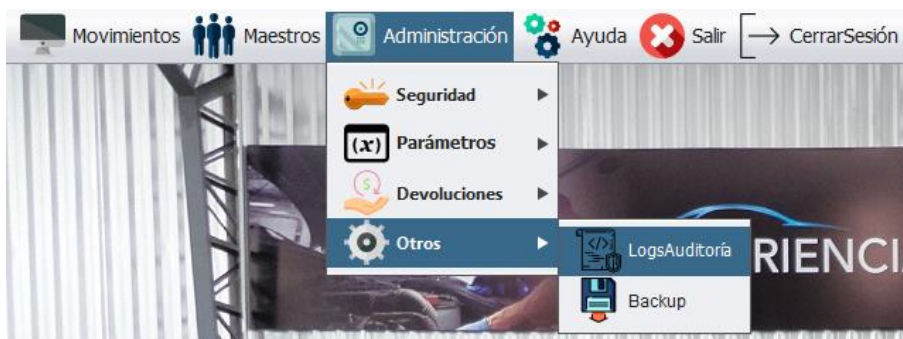 Movimientos Maestros Administración Ayuda Salir CerrarSesión
Seguridad
(x) Parámetros
Devoluciones
Otros
LogsAuditoría
RIENCI
Backup